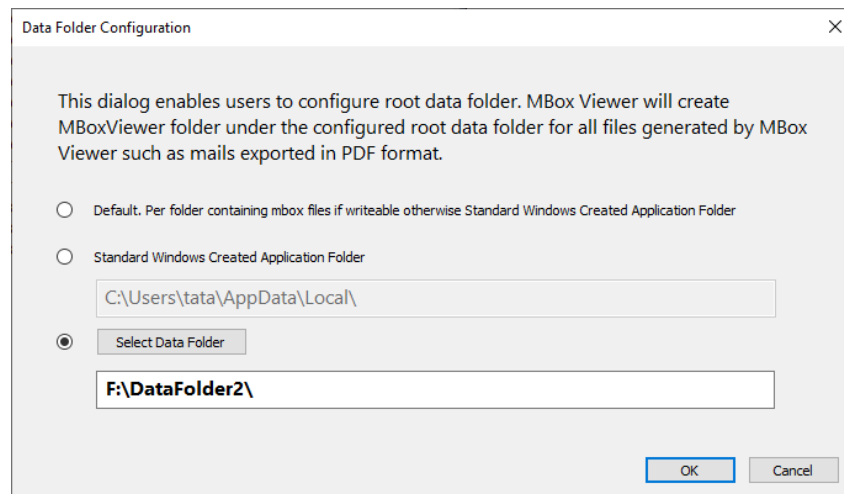 Data Folder Configuration
This dialog enables users to configure root data folder. MBox Viewer will create
MBoxViewer folder under the configured root data folder for all files generated by MBox
Viewer such as mails exported in PDF format.
Default. Per folder containing mbox files if writeable otherwise Standard Windows Created Application Folder
Standard Windows Created Application Folder
C:\Users\tata\AppData\Local\
Select Data Folder
F:\DataFolder2\
OK Cancel